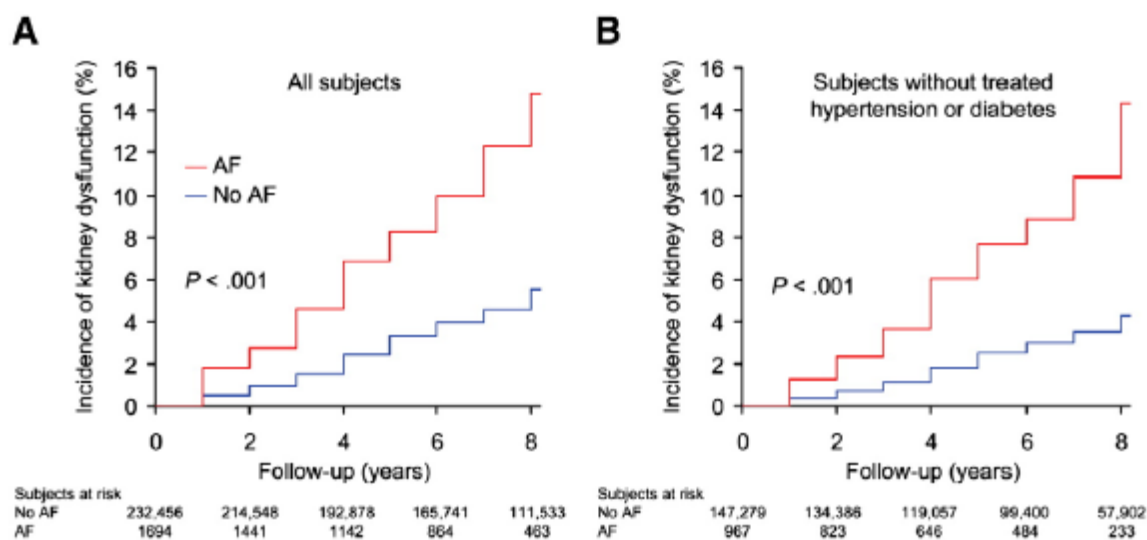 A
Incidence of kidney dysfunction (%)
16
14
12
10
8
6
4
2
0
All subjects
AF
No AF
P < .001
0 2 4 6 8
Follow-up (years)
Subjects at risk
No AF 232,456 214,548 192,878 165,741 111,533
AF 1694 1441 1142 864 463
B
Incidence of kidney dysfunction (%)
16
14
12
10
8
6
4
2
0
Subjects without treated
hypertension or diabetes
P < .001
0 2 4 6 8
Follow-up (years)
Subjects at risk
No AF 147,279 134,386 119,057 99,400 57,902
AF 967 823 646 484 233